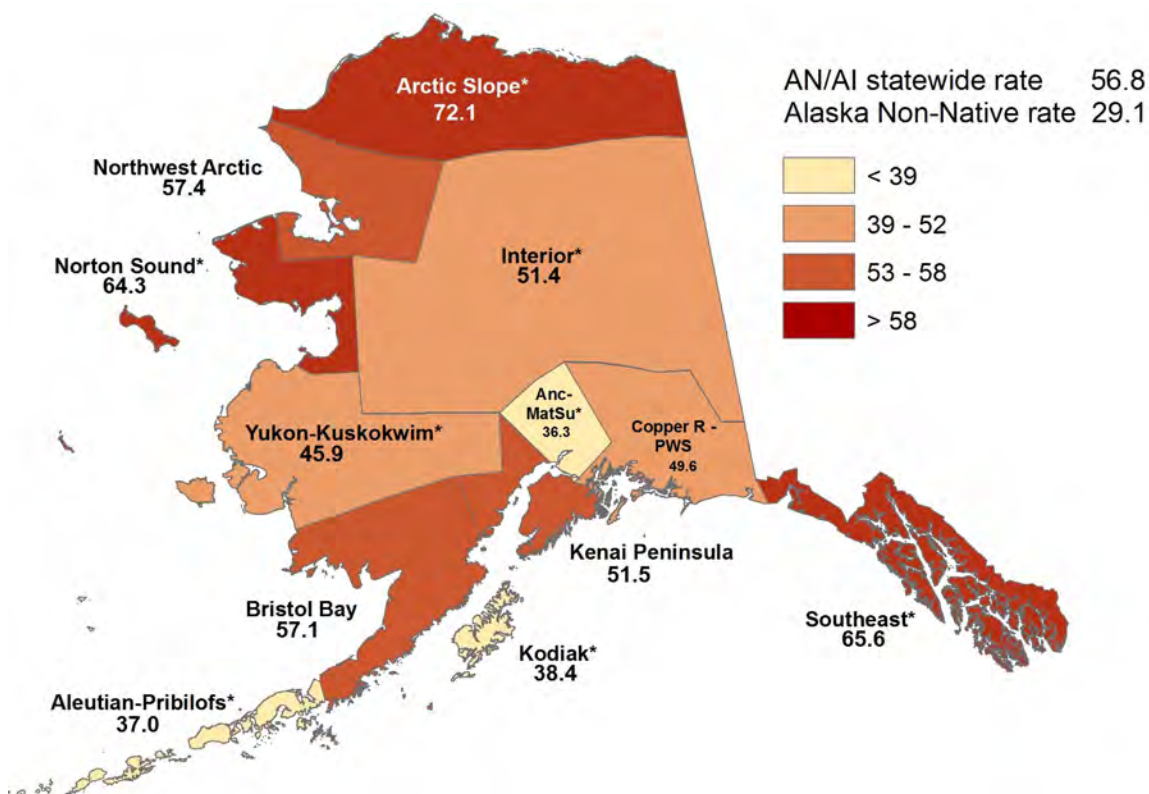 Arctic Slope*
72.1
AN/AI statewide rate 56.8
Alaska Non-Native rate 29.1
< 39
39 - 52
53 - 58
> 58
Northwest Arctic
57.4
Norton Sound*
64.3
Interior*
51.4
Anc-
MatSu*
36.3
Copper R -
PWS
49.6
Yukon-Kuskokwim*
45.9
Kenai Peninsula
51.5
Bristol Bay
57.1
Southeast*
65.6
Kodiak*
38.4
Aleutian-Pribilofs*
37.0